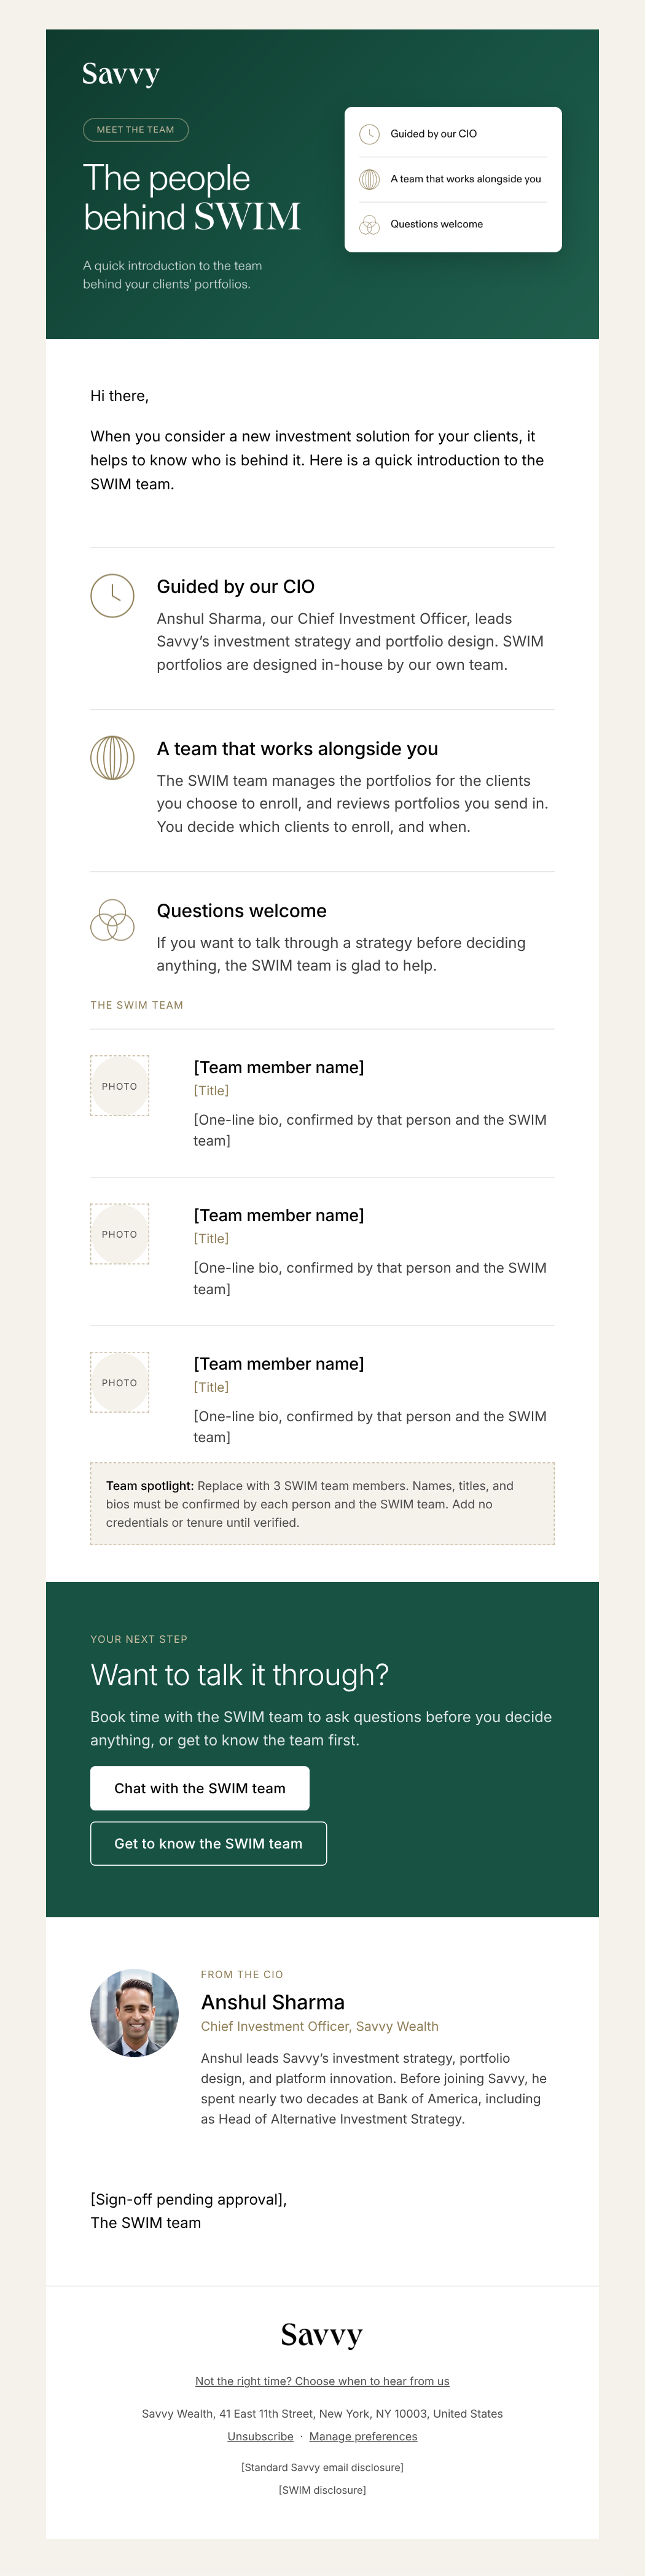 Savvy
MEET THE TEAM
The people
behind SWIM
A quick introduction to the team
behind your clients’ portfolios.
Guided by our CIO
A team that works alongside you
Questions welcome
Hi there,
When you consider a new investment solution for your clients, it
helps to know who is behind it. Here is a quick introduction to the
SWIM team.
Guided by our CIO
Anshul Sharma, our Chief Investment Officer, leads
Savvy’s investment strategy and portfolio design. SWIM
portfolios are designed in-house by our own team.
A team that works alongside you
The SWIM team manages the portfolios for the clients
you choose to enroll, and reviews portfolios you send in.
You decide which clients to enroll, and when.
Questions welcome
If you want to talk through a strategy before deciding
anything, the SWIM team is glad to help.
THE SWIM TEAM
PHOTO
[Team member name]
[Title]
[One-line bio, confirmed by that person and the SWIM
team]
PHOTO
[Team member name]
[Title]
[One-line bio, confirmed by that person and the SWIM
team]
PHOTO
[Team member name]
[Title]
[One-line bio, confirmed by that person and the SWIM
team]
Team spotlight: Replace with 3 SWIM team members. Names, titles, and
bios must be confirmed by each person and the SWIM team. Add no
credentials or tenure until verified.
YOUR NEXT STEP
Want to talk it through?
Book time with the SWIM team to ask questions before you decide
anything, or get to know the team first.
Chat with the SWIM team
Get to know the SWIM team
FROM THE CIO
Anshul Sharma
Chief Investment Officer, Savvy Wealth
Anshul leads Savvy’s investment strategy, portfolio
design, and platform innovation. Before joining Savvy, he
spent nearly two decades at Bank of America, including
as Head of Alternative Investment Strategy.
[Sign-off pending approval],
The SWIM team
Savvy
Not the right time? Choose when to hear from us
Savvy Wealth, 41 East 11th Street, New York, NY 10003, United States
Unsubscribe · Manage preferences
[Standard Savvy email disclosure]
[SWIM disclosure]